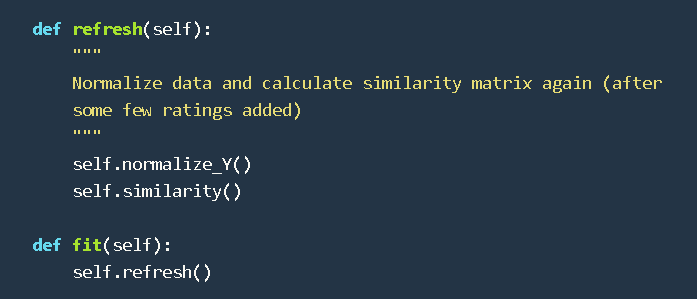 def refresh(self):
    """
    Normalize data and calculate similarity matrix again (after
    some few ratings added)
    """
    self.normalize_Y()
    self.similarity()

def fit(self):
    self.refresh()